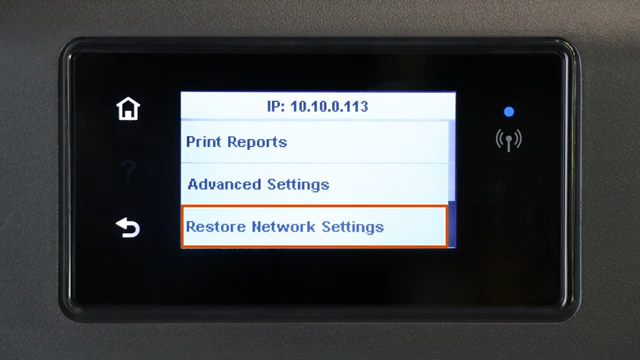 IP: 10.10.0.113
Print Reports
Advanced Settings
Restore Network Settings